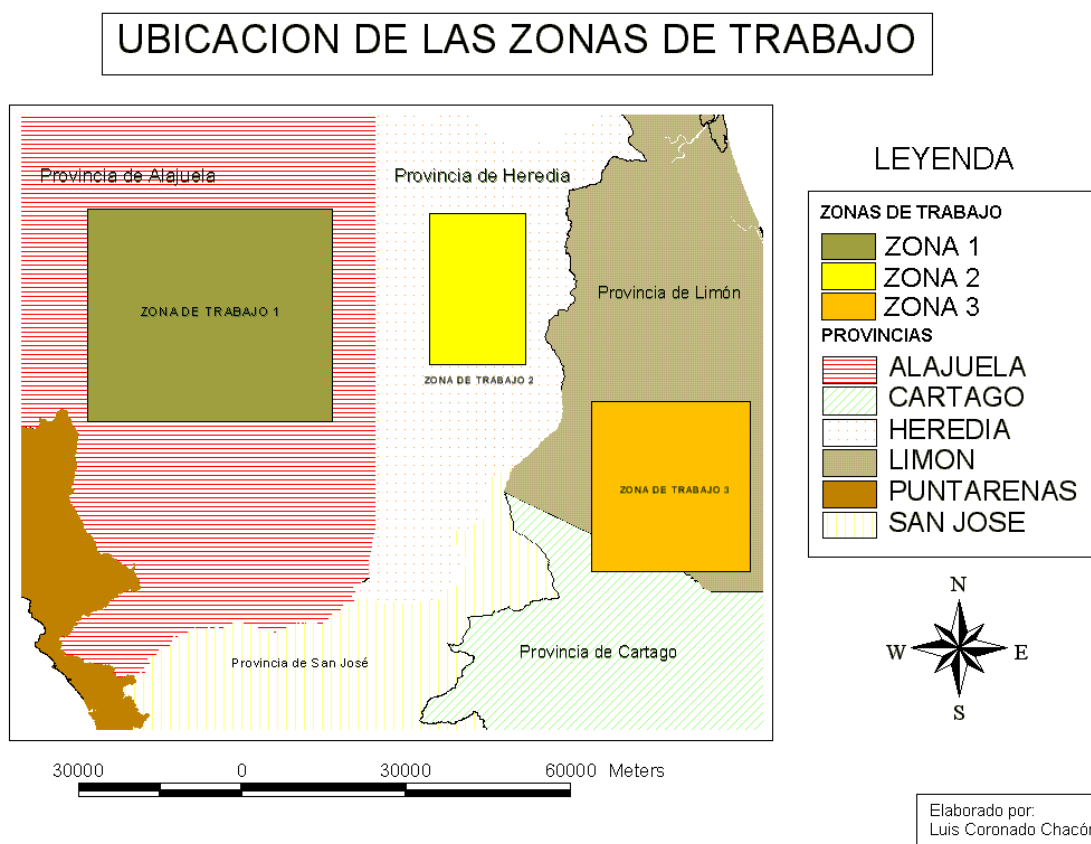 UBICACION DE LAS ZONAS DE TRABAJO
Provincia de Alajuela
Provincia de Heredia
ZONA DE TRABAJO 1
Provincia de Limón
ZONA DE TRABAJO 2
ZONA DE TRABAJO 3
Provincia de San José
Provincia de Cartago
LEYENDA
ZONAS DE TRABAJO
ZONA 1
ZONA 2
ZONA 3
PROVINCIAS
ALAJUELA
CARTAGO
HEREDIA
LIMON
PUNTARENAS
SAN JOSE
N
W E
S
30000 0 30000 60000 Meters
Elaborado por:
Luis Coronado Chacón